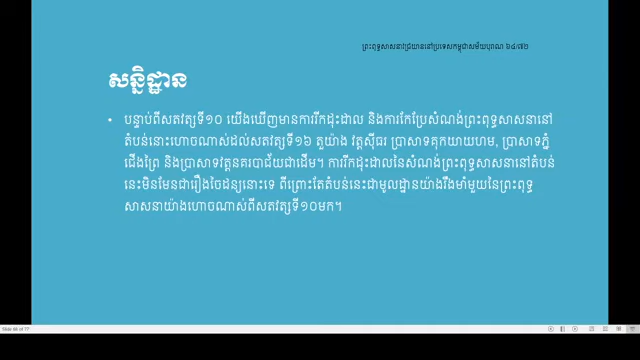 ព្រះពុទ្ធសាសនាវជ្រយាននៅប្រទេសកម្ពុជាសម័យបុរាណ ៦៤/៧២
សន្និដ្ឋាន
• បន្ទាប់ពីសតវត្សទី១០ យើងឃើញមានការរីកដុះដាល និងការកែប្រែសំណង់ព្រះពុទ្ធសាសនានៅ
តំបន់នោះហោចណាស់ដល់សតវត្សទី១៦ តួយ៉ាង វត្តស៊ីធរ ប្រាសាទគុកយាយហម, ប្រាសាទភ្នំ
ជើងព្រៃ និងប្រាសាទវត្តនគរបាជ័យជាដើម។ ការរីកដុះដាលនៃសំណង់ព្រះពុទ្ធសាសនានៅតំបន់
នេះមិនមែនជារឿងចៃដន្យនោះទេ ពីព្រោះតែតំបន់នេះជាមូលដ្ឋានយ៉ាងរឹងមាំមួយនៃព្រះពុទ្ធ
សាសនាយ៉ាងហោចណាស់ពីសតវត្សទី១០មក។
Slide 66 of 77